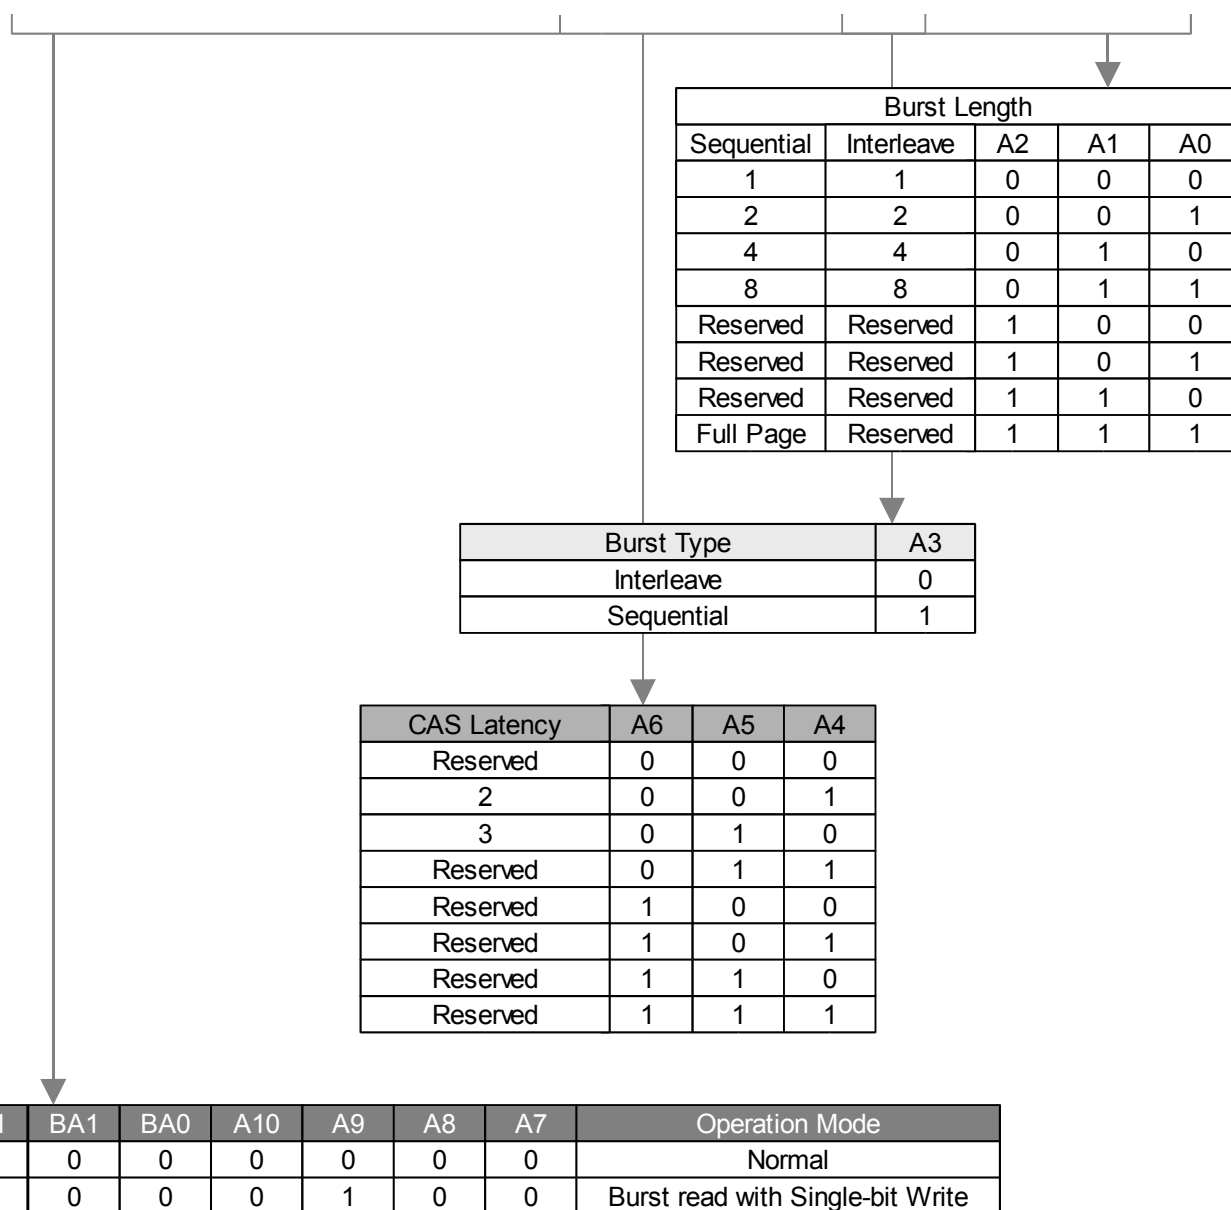 Burst Length
Sequential Interleave A2 A1 A0
1 1 0 0 0
2 2 0 0 1
4 4 0 1 0
8 8 0 1 1
Reserved Reserved 1 0 0
Reserved Reserved 1 0 1
Reserved Reserved 1 1 0
Full Page Reserved 1 1 1
Burst Type A3
Interleave 0
Sequential 1
CAS Latency A6 A5 A4
Reserved 0 0 0
2 0 0 1
3 0 1 0
Reserved 0 1 1
Reserved 1 0 0
Reserved 1 0 1
Reserved 1 1 0
Reserved 1 1 1
BA1 BA0 A10 A9 A8 A7 Operation Mode
0 0 0 0 0 0 Normal
0 0 0 1 0 0 Burst read with Single-bit Write